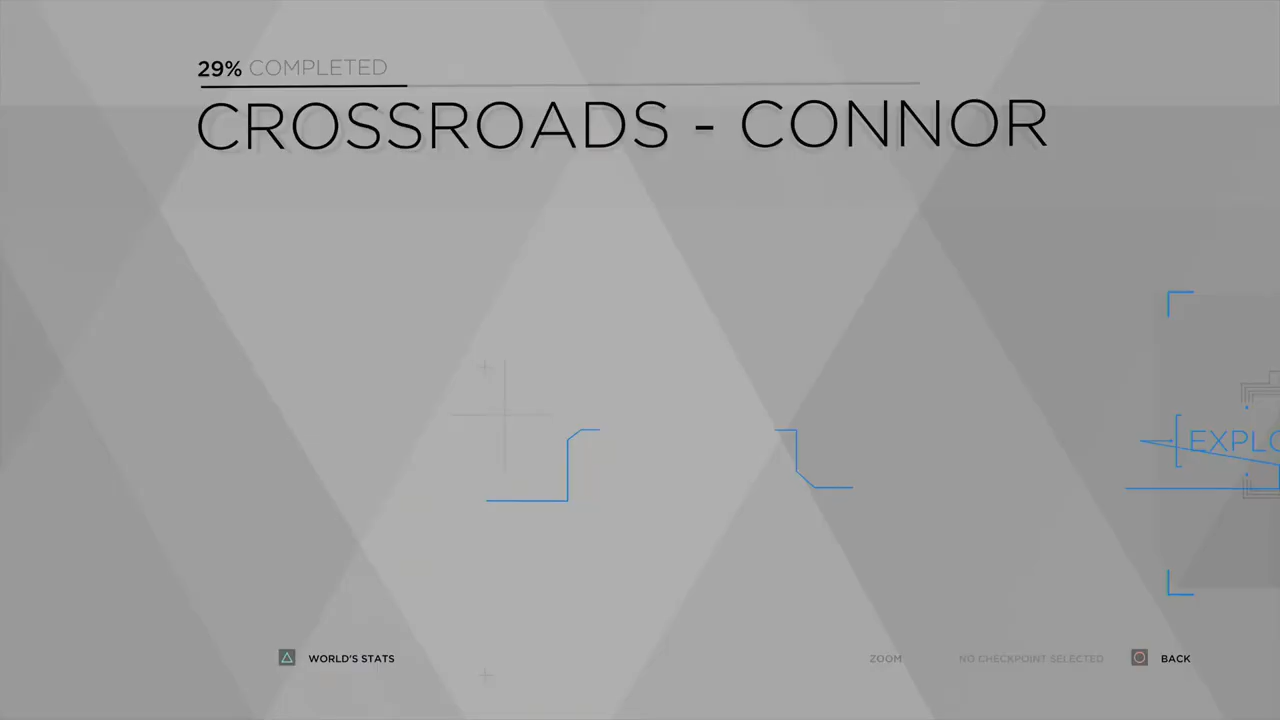 29% COMPLETED
CROSSROADS - CONNOR
WORLD'S STATS
ZOOM
NO CHECKPOINT SELECTED
BACK